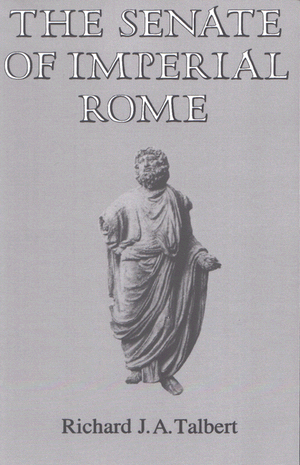 THE SENATE
OF IMPERIAL
ROME
Richard J. A. Talbert